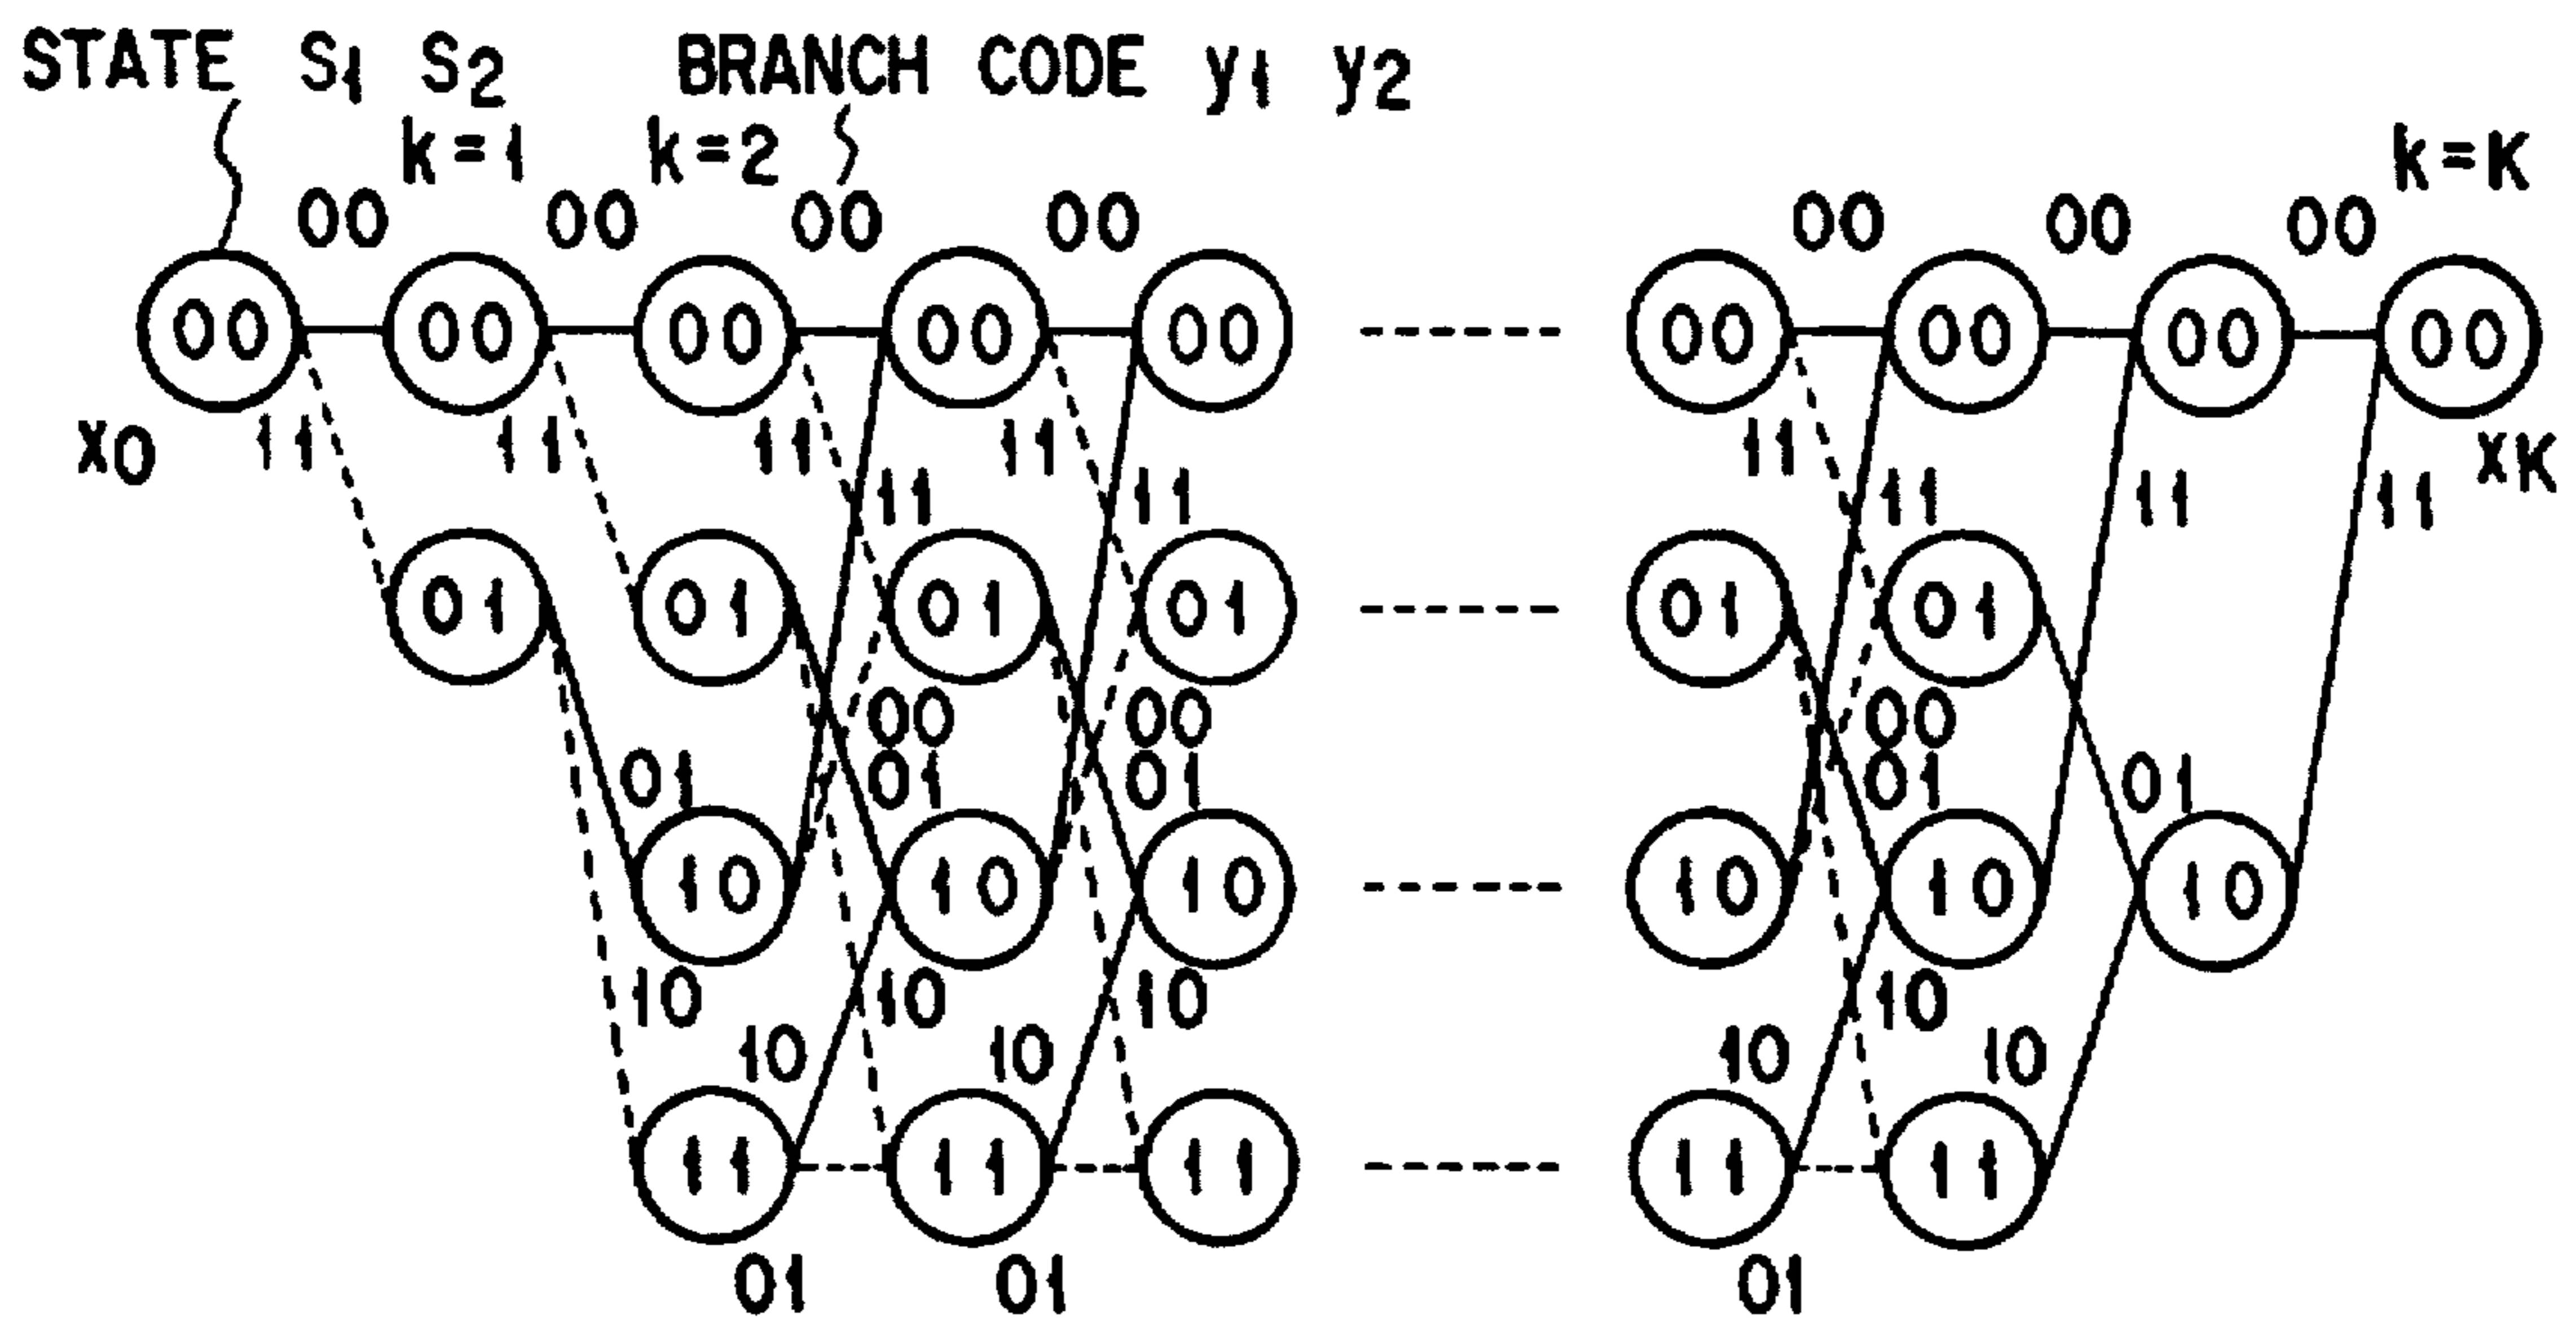 STATE S1 S2 BRANCH CODE y1 y2
k=1 k=2 k=K
00 00 00 00 00 00 00
00 00 00 00 00 00 00 00 00
x0 11 11 11 11 11 xK
11 11 11 11 11
01 01 01 01 01 01
00 00 00
01 01 01 01 01
10 10 10 10 10 10
10 10 10 10
10 10 10 10
11 11 11 11 11
01 01 01